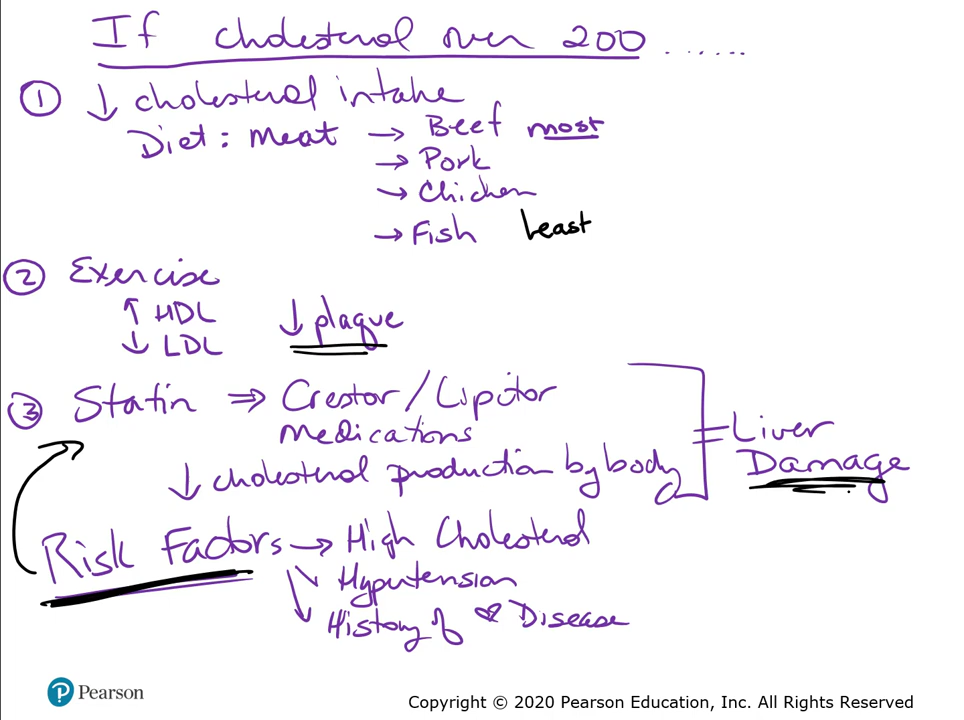 If cholesterol over 200 ......
① ↓ cholesterol intake
Diet : Meat → Beef most
→ Pork
→ Chicken
→ Fish Least
② Exercise
↑ HDL ↓ plaque
↓ LDL
③ Statin ⇒ Crestor / Lipitor
Medications
↓ cholesterol production by body
Liver
Damage
Risk Factors → High Cholesterol
Hypertension
History of ♡ Disease
Pearson
Copyright © 2020 Pearson Education, Inc. All Rights Reserved